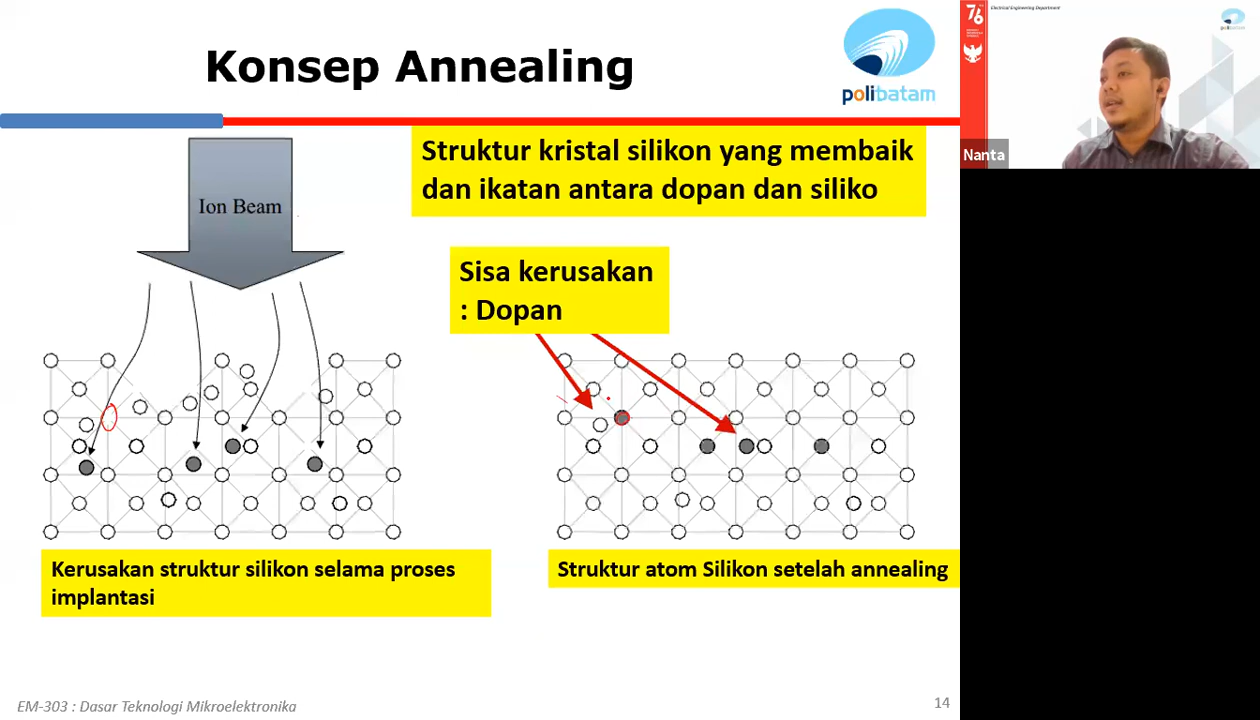 Konsep Annealing
polibatam
76
Electrical Engineering Department
polibatam
Nanta
Struktur kristal silikon yang membaik
dan ikatan antara dopan dan siliko
Ion Beam
Sisa kerusakan
: Dopan
Kerusakan struktur silikon selama proses
implantasi
Struktur atom Silikon setelah annealing
EM-303 : Dasar Teknologi Mikroelektronika
14